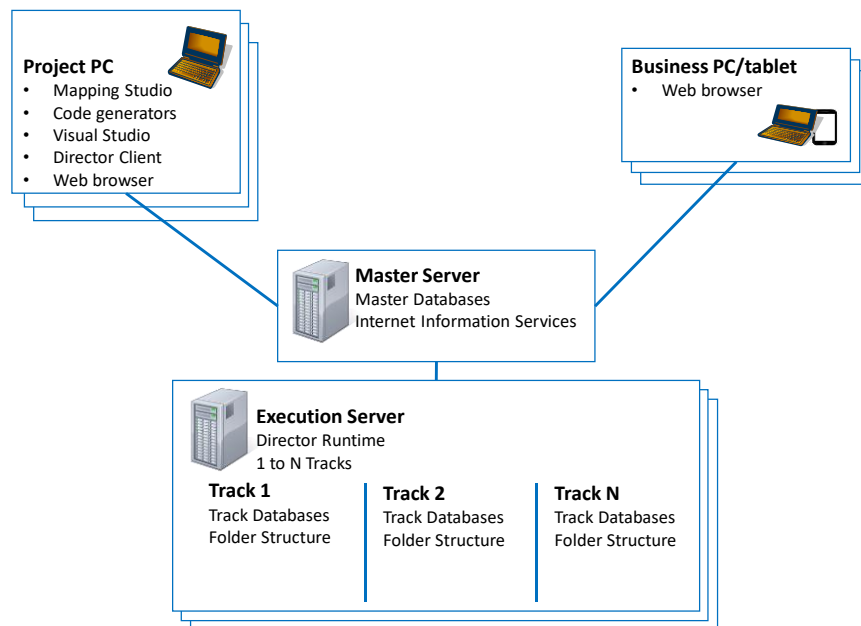 Project PC
• Mapping Studio
• Code generators
• Visual Studio
• Director Client
• Web browser
Business PC/tablet
• Web browser
Master Server
Master Databases
Internet Information Services
Execution Server
Director Runtime
1 to N Tracks
Track 1
Track Databases
Folder Structure
Track 2
Track Databases
Folder Structure
Track N
Track Databases
Folder Structure